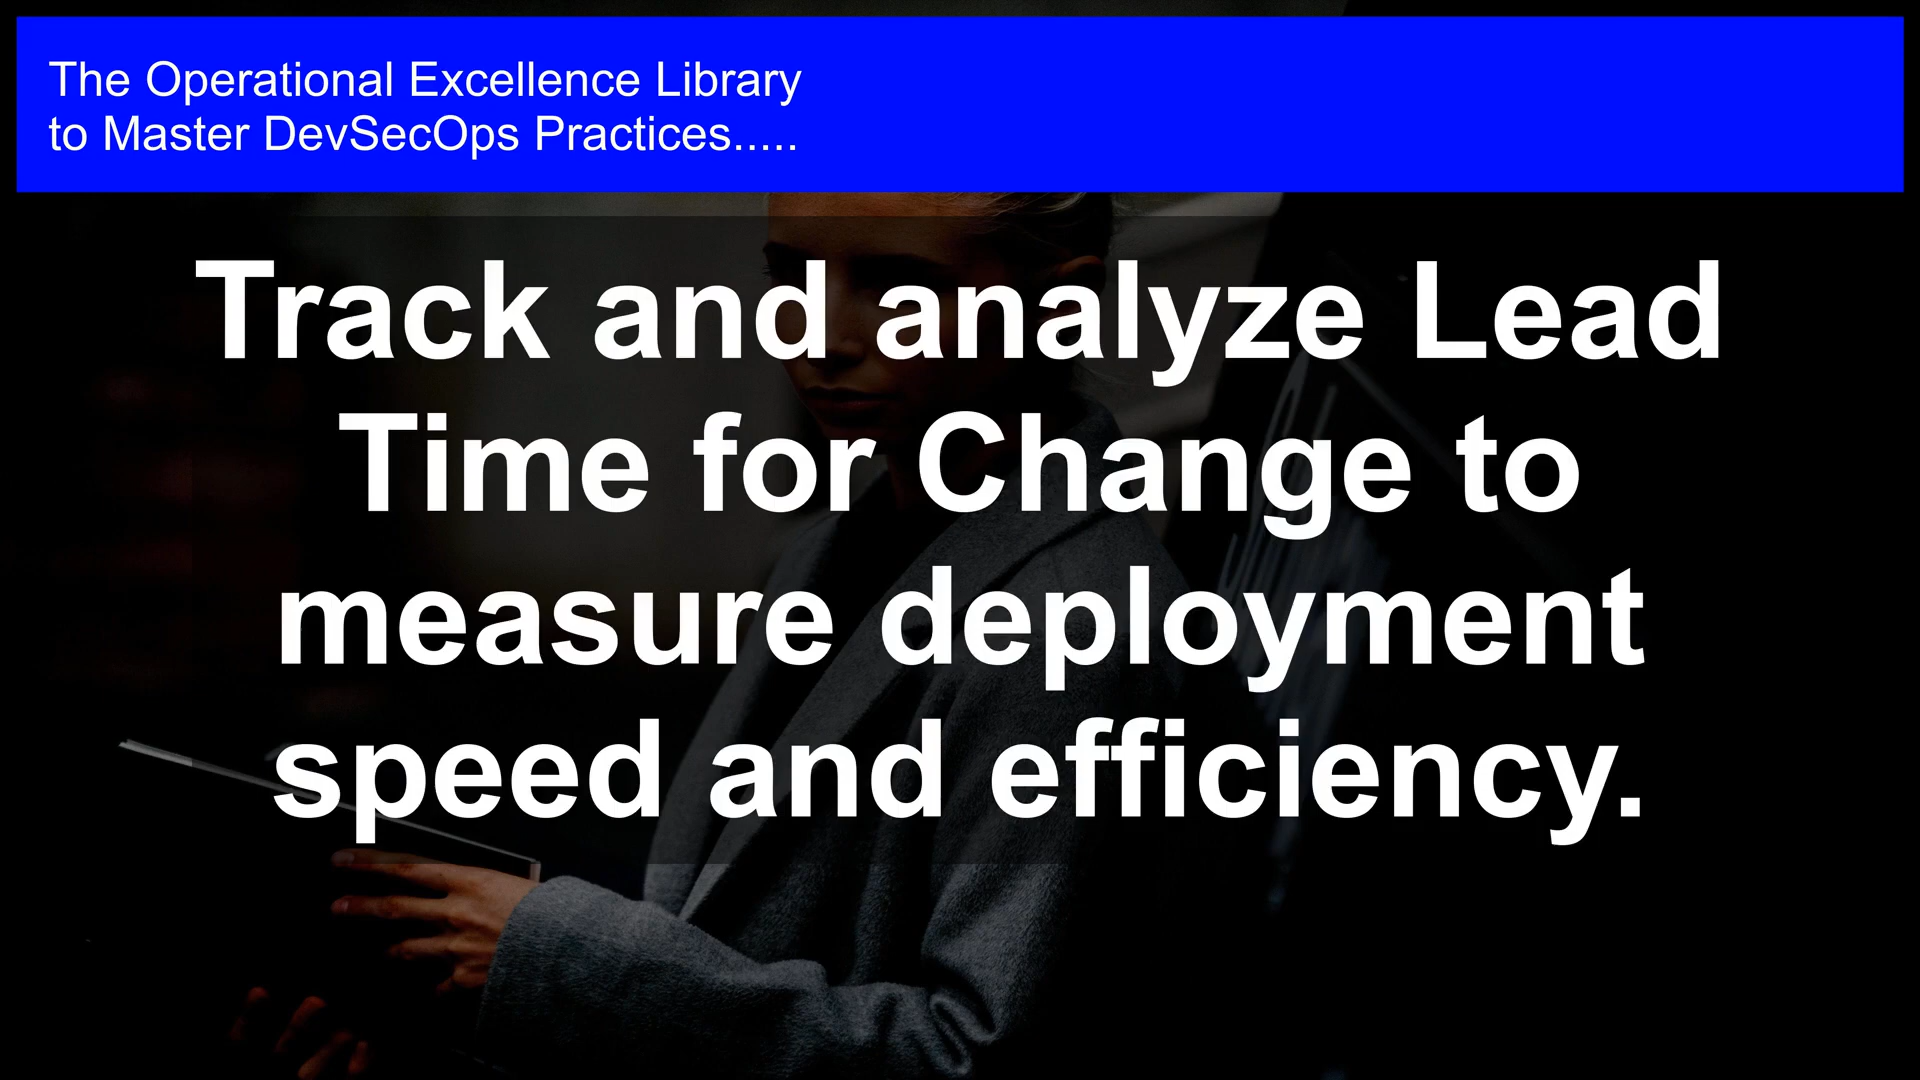 The Operational Excellence Library
to Master DevSecOps Practices.....
Track and analyze Lead
Time for Change to
measure deployment
speed and efficiency.